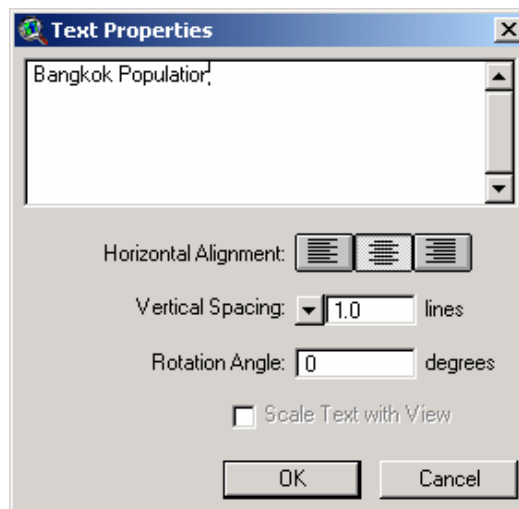 Text Properties
Bangkok Population
Horizontal Alignment:
Vertical Spacing: 1.0 lines
Rotation Angle: 0 degrees
Scale Text with View
OK Cancel